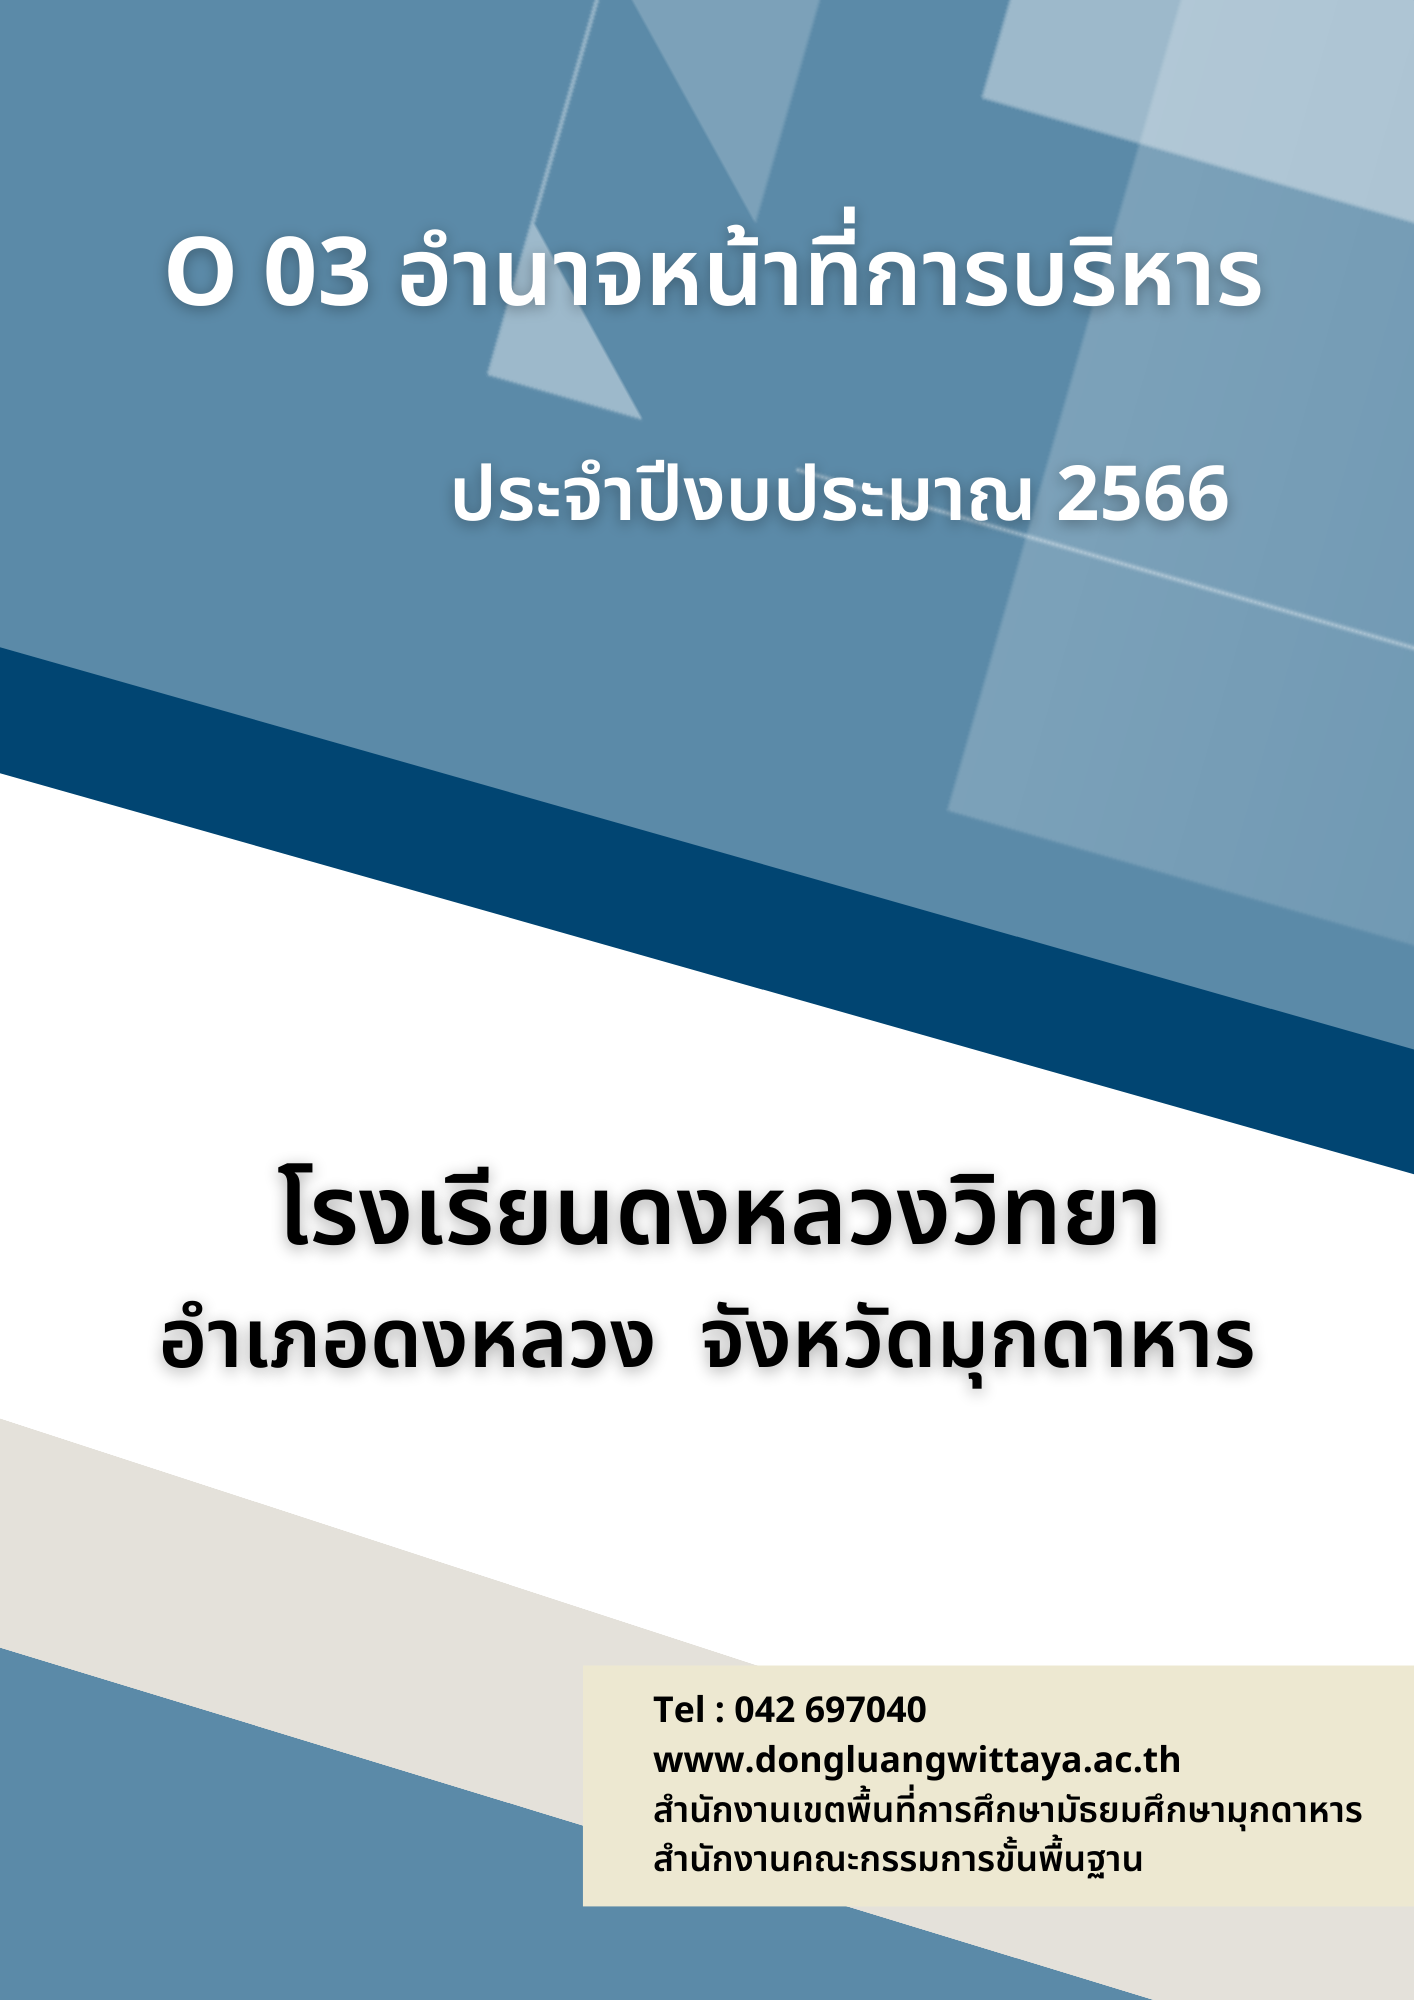 O 03 อำนาจหน้าที่การบริหาร
ประจำปีงบประมาณ 2566
โรงเรียนดงหลวงวิทยา
อำเภอดงหลวง จังหวัดมุกดาหาร
Tel : 042 697040
www.dongluangwittaya.ac.th
สำนักงานเขตพื้นที่การศึกษามัธยมศึกษามุกดาหาร
สำนักงานคณะกรรมการขั้นพื้นฐาน